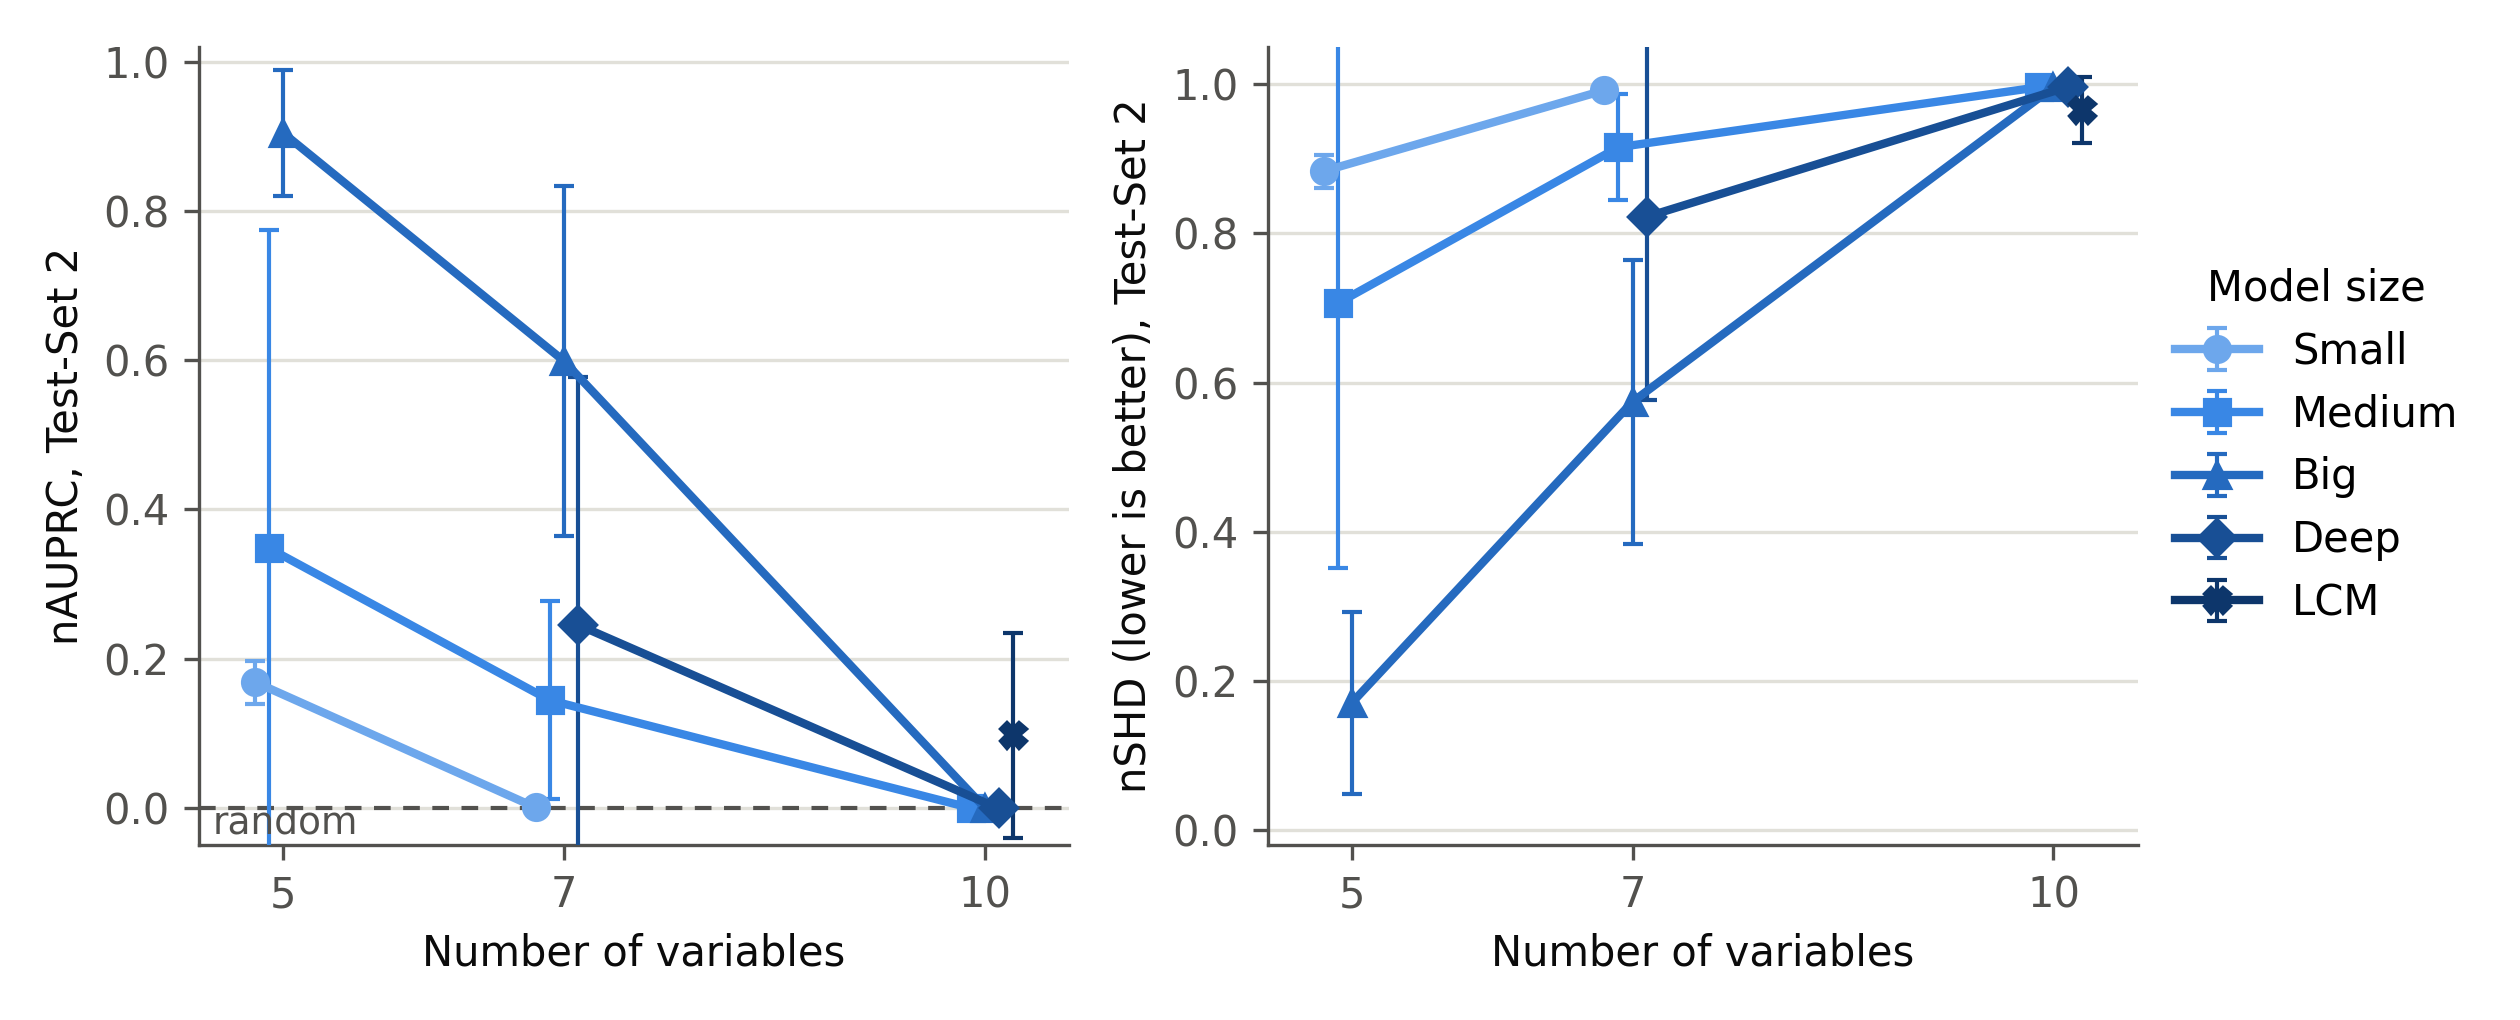 nAUPRC, Test-Set 2
1.0
0.8
0.6
0.4
0.2
0.0
random
5 7 10
Number of variables
nSHD (lower is better), Test-Set 2
1.0
0.8
0.6
0.4
0.2
0.0
5 7 10
Number of variables
Model size
Small
Medium
Big
Deep
LCM